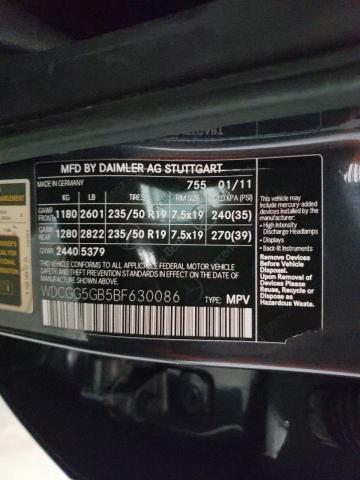 MFD BY DAIMLER AG STUTTGART
MADE IN GERMANY 755 01/11
KG LB TIRES RIM SIZE COLD KPA (PSI)
GAWR FRONT 1180 2601 235/50 R19 7.5x19 240(35)
GAWR REAR 1280 2822 235/50 R19 7.5x19 270(39)
GVWR 2440 5379
THIS VEHICLE CONFORMS TO ALL APPLICABLE FEDERAL MOTOR VEHICLE
SAFETY, BUMPER, AND THEFT PREVENTION STANDARDS IN EFFECT ON THE
DATE OF MANUFACTURE SHOWN ABOVE.
WDCGG5GB5BF630086 TYPE: MPV
This vehicle may
include mercury-added
devices installed by
the manufacturer:
- High Intensity
Discharge Headlamps
- Displays
- Back-lit Instruments
Remove Devices Before
Vehicle Disposal.
Upon Removal of
Devices Please
Reuse, Recycle or
Dispose as
Hazardous Waste.